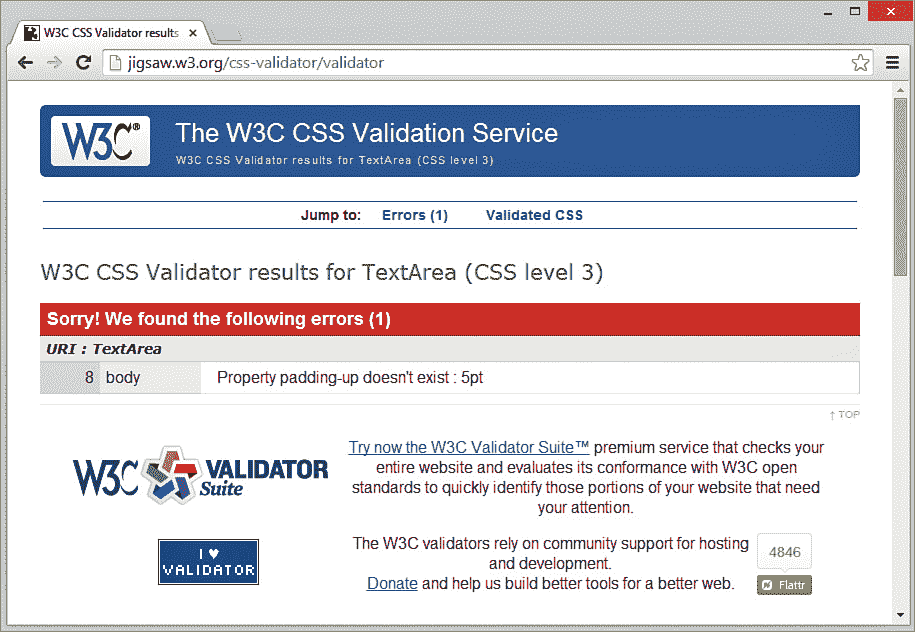 W3C CSS Validator results
jigsaw.w3.org/css-validator/validator
W3C®
The W3C CSS Validation Service
W3C CSS Validator results for TextArea (CSS level 3)
Jump to: Errors (1) Validated CSS
W3C CSS Validator results for TextArea (CSS level 3)
Sorry! We found the following errors (1)
URI : TextArea
8 body Property padding-up doesn't exist : 5pt
↑ TOP
W3C VALIDATOR
Suite
Try now the W3C Validator Suite™ premium service that checks your
entire website and evaluates its conformance with W3C open
standards to quickly identify those portions of your website that need
your attention.
I ♥
VALIDATOR
The W3C validators rely on community support for hosting
and development.
Donate and help us build better tools for a better web.
4846
Flattr